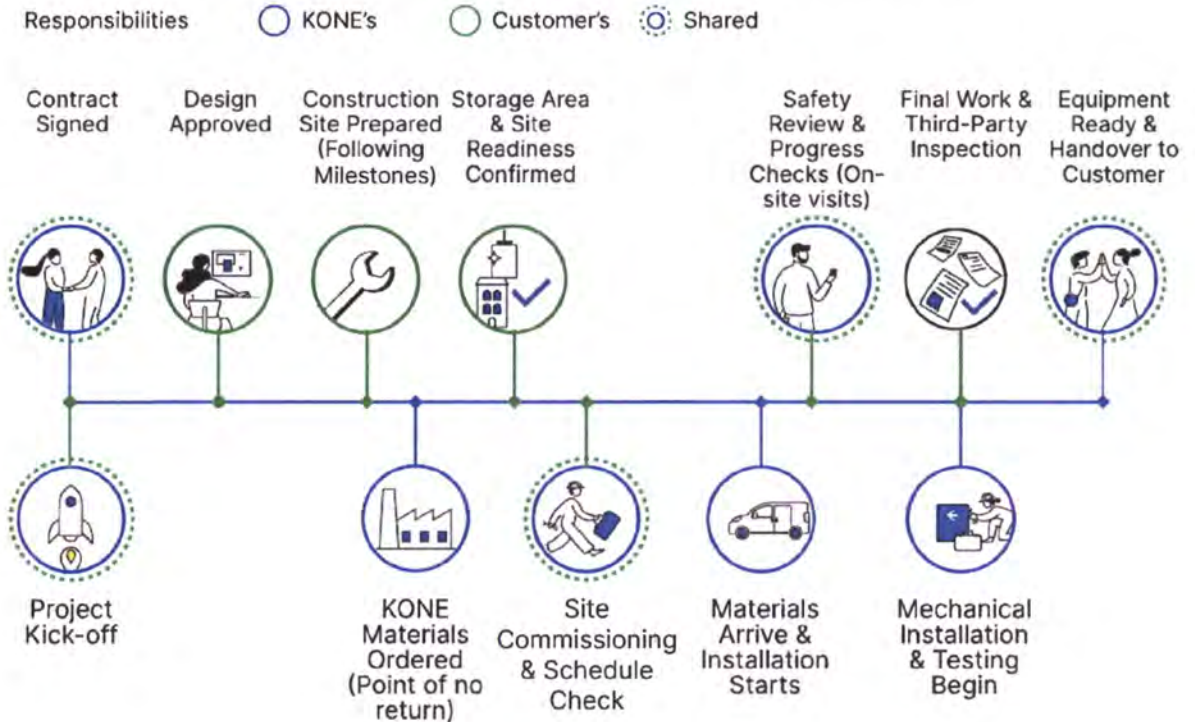 Responsibilities
KONE's
Customer's
Shared
Contract
Signed
Design
Approved
Construction
Site Prepared
(Following
Milestones)
Storage Area
& Site
Readiness
Confirmed
Safety
Review &
Progress
Checks (On-
site visits)
Final Work &
Third-Party
Inspection
Equipment
Ready &
Handover to
Customer
Project
Kick-off
KONE
Materials
Ordered
(Point of no
return)
Site
Commissioning
& Schedule
Check
Materials
Arrive &
Installation
Starts
Mechanical
Installation
& Testing
Begin